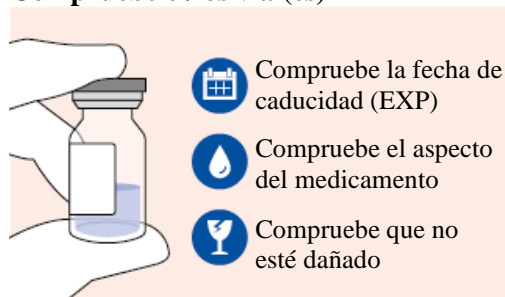 Compruebe la fecha de
caducidad (EXP)
Compruebe el aspecto
del medicamento
Compruebe que no
esté dañado